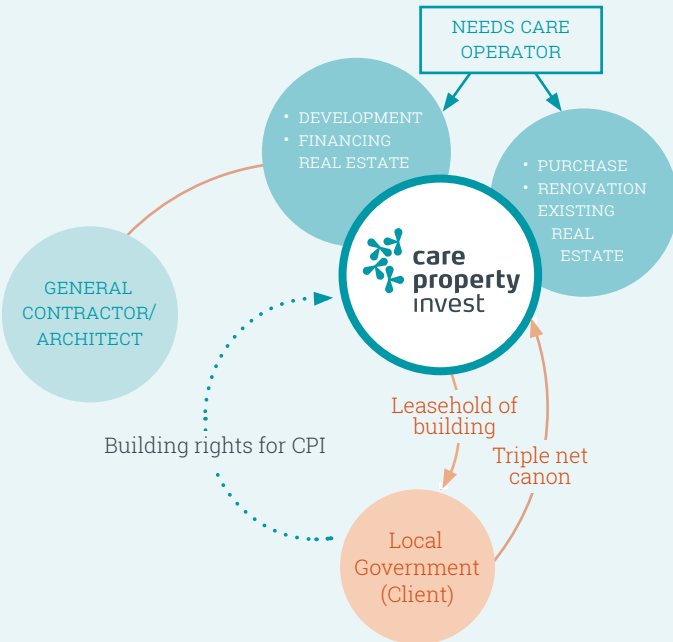 NEEDS CARE
OPERATOR
• DEVELOPMENT
• FINANCING
REAL ESTATE
• PURCHASE
• RENOVATION
EXISTING
REAL
ESTATE
care
property
invest
GENERAL
CONTRACTOR/
ARCHITECT
Leasehold of
building
Building rights for CPI
Triple net
canon
Local
Government
(Client)